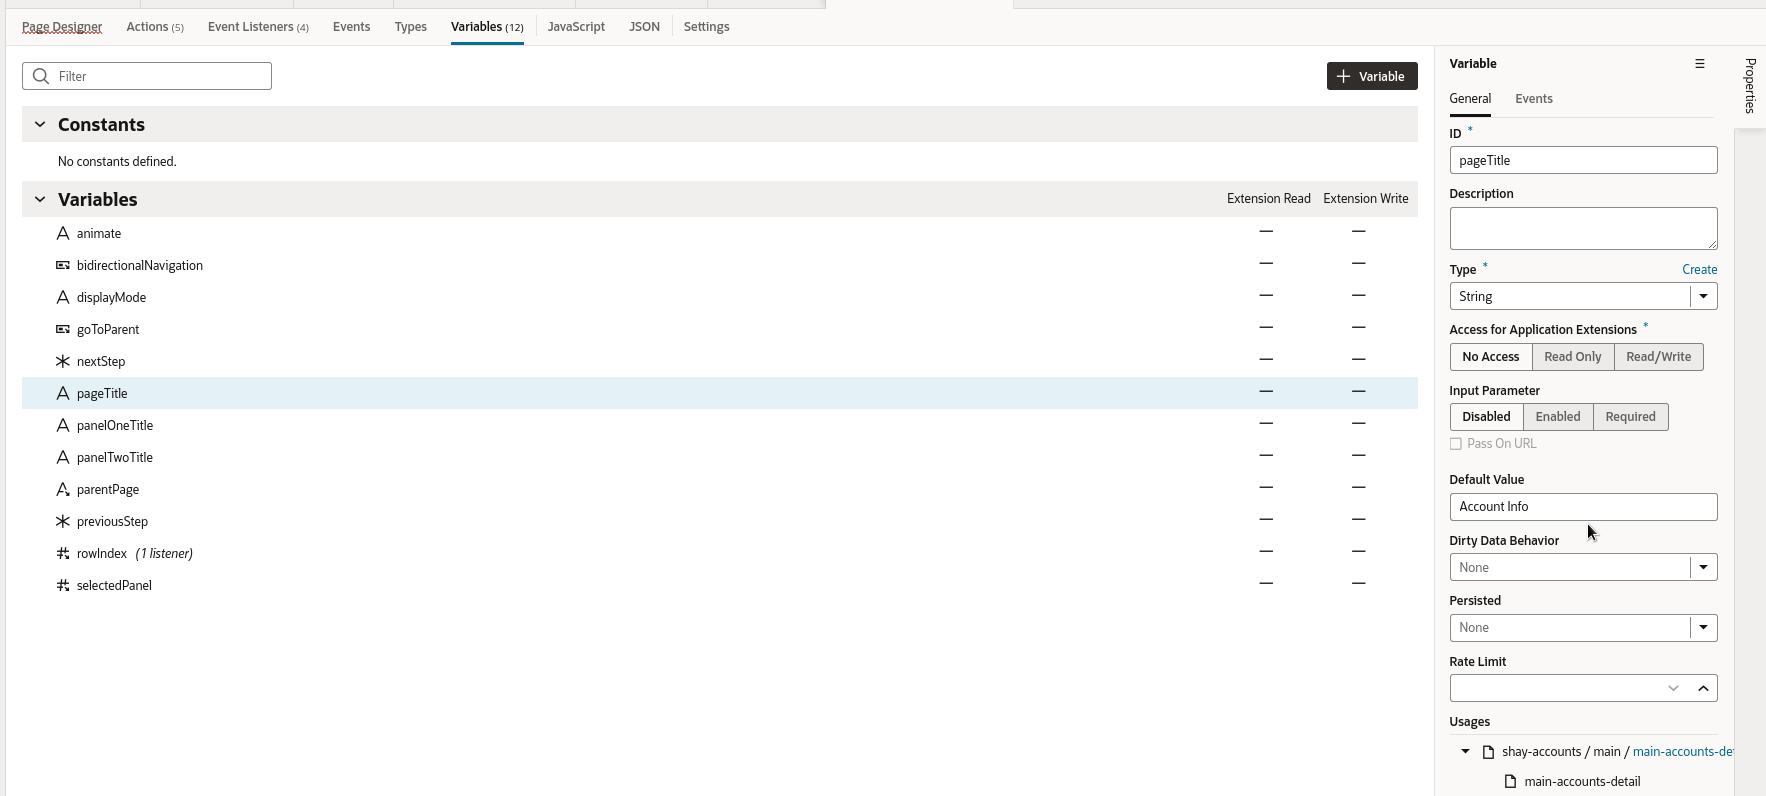 Page Designer Actions (5) Event Listeners (4) Events Types Variables (12) JavaScript JSON Settings
Filter
+ Variable
Constants
No constants defined.
Variables Extension Read Extension Write
animate
bidirectionalNavigation
displayMode
goToParent
nextStep
pageTitle
panelOneTitle
panelTwoTitle
parentPage
previousStep
rowIndex (1 listener)
selectedPanel
Variable
Properties
General Events
ID *
pageTitle
Description
Type * Create
String
Access for Application Extensions *
No Access Read Only Read/Write
Input Parameter
Disabled Enabled Required
Pass On URL
Default Value
Account Info
Dirty Data Behavior
None
Persisted
None
Rate Limit
Usages
shay-accounts / main / main-accounts-de
main-accounts-detail